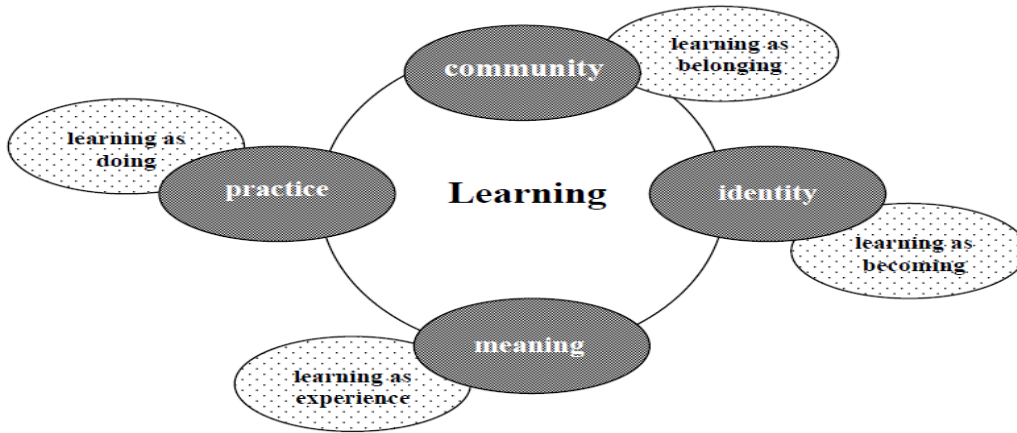 community
learning as
belonging
learning as
doing
practice
Learning
identity
learning as
becoming
meaning
learning as
experience